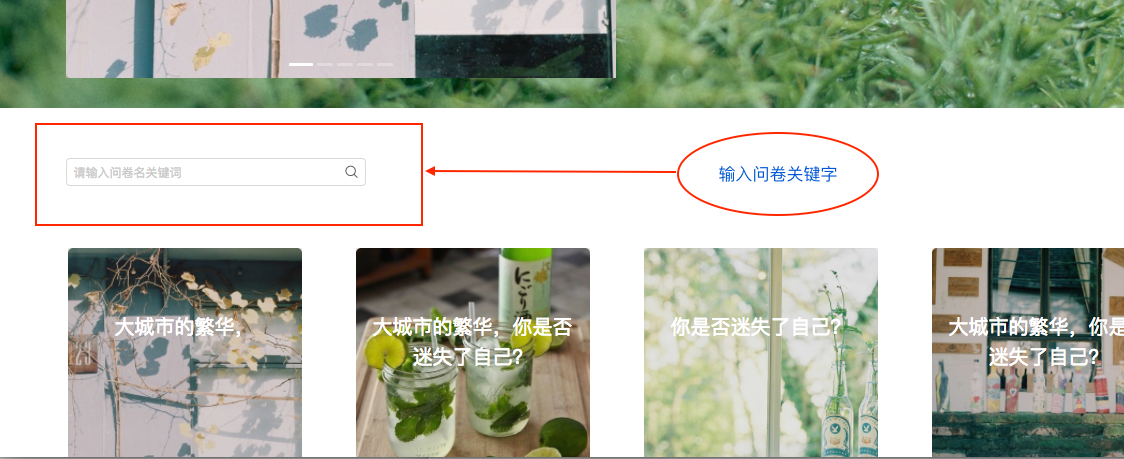 请输入问卷名关键词
输入问卷关键字
大城市的繁华,
大城市的繁华，你是否
迷失了自己?
にごり
你是否迷失了自己?
大城市的繁华，你是
迷失了自己?